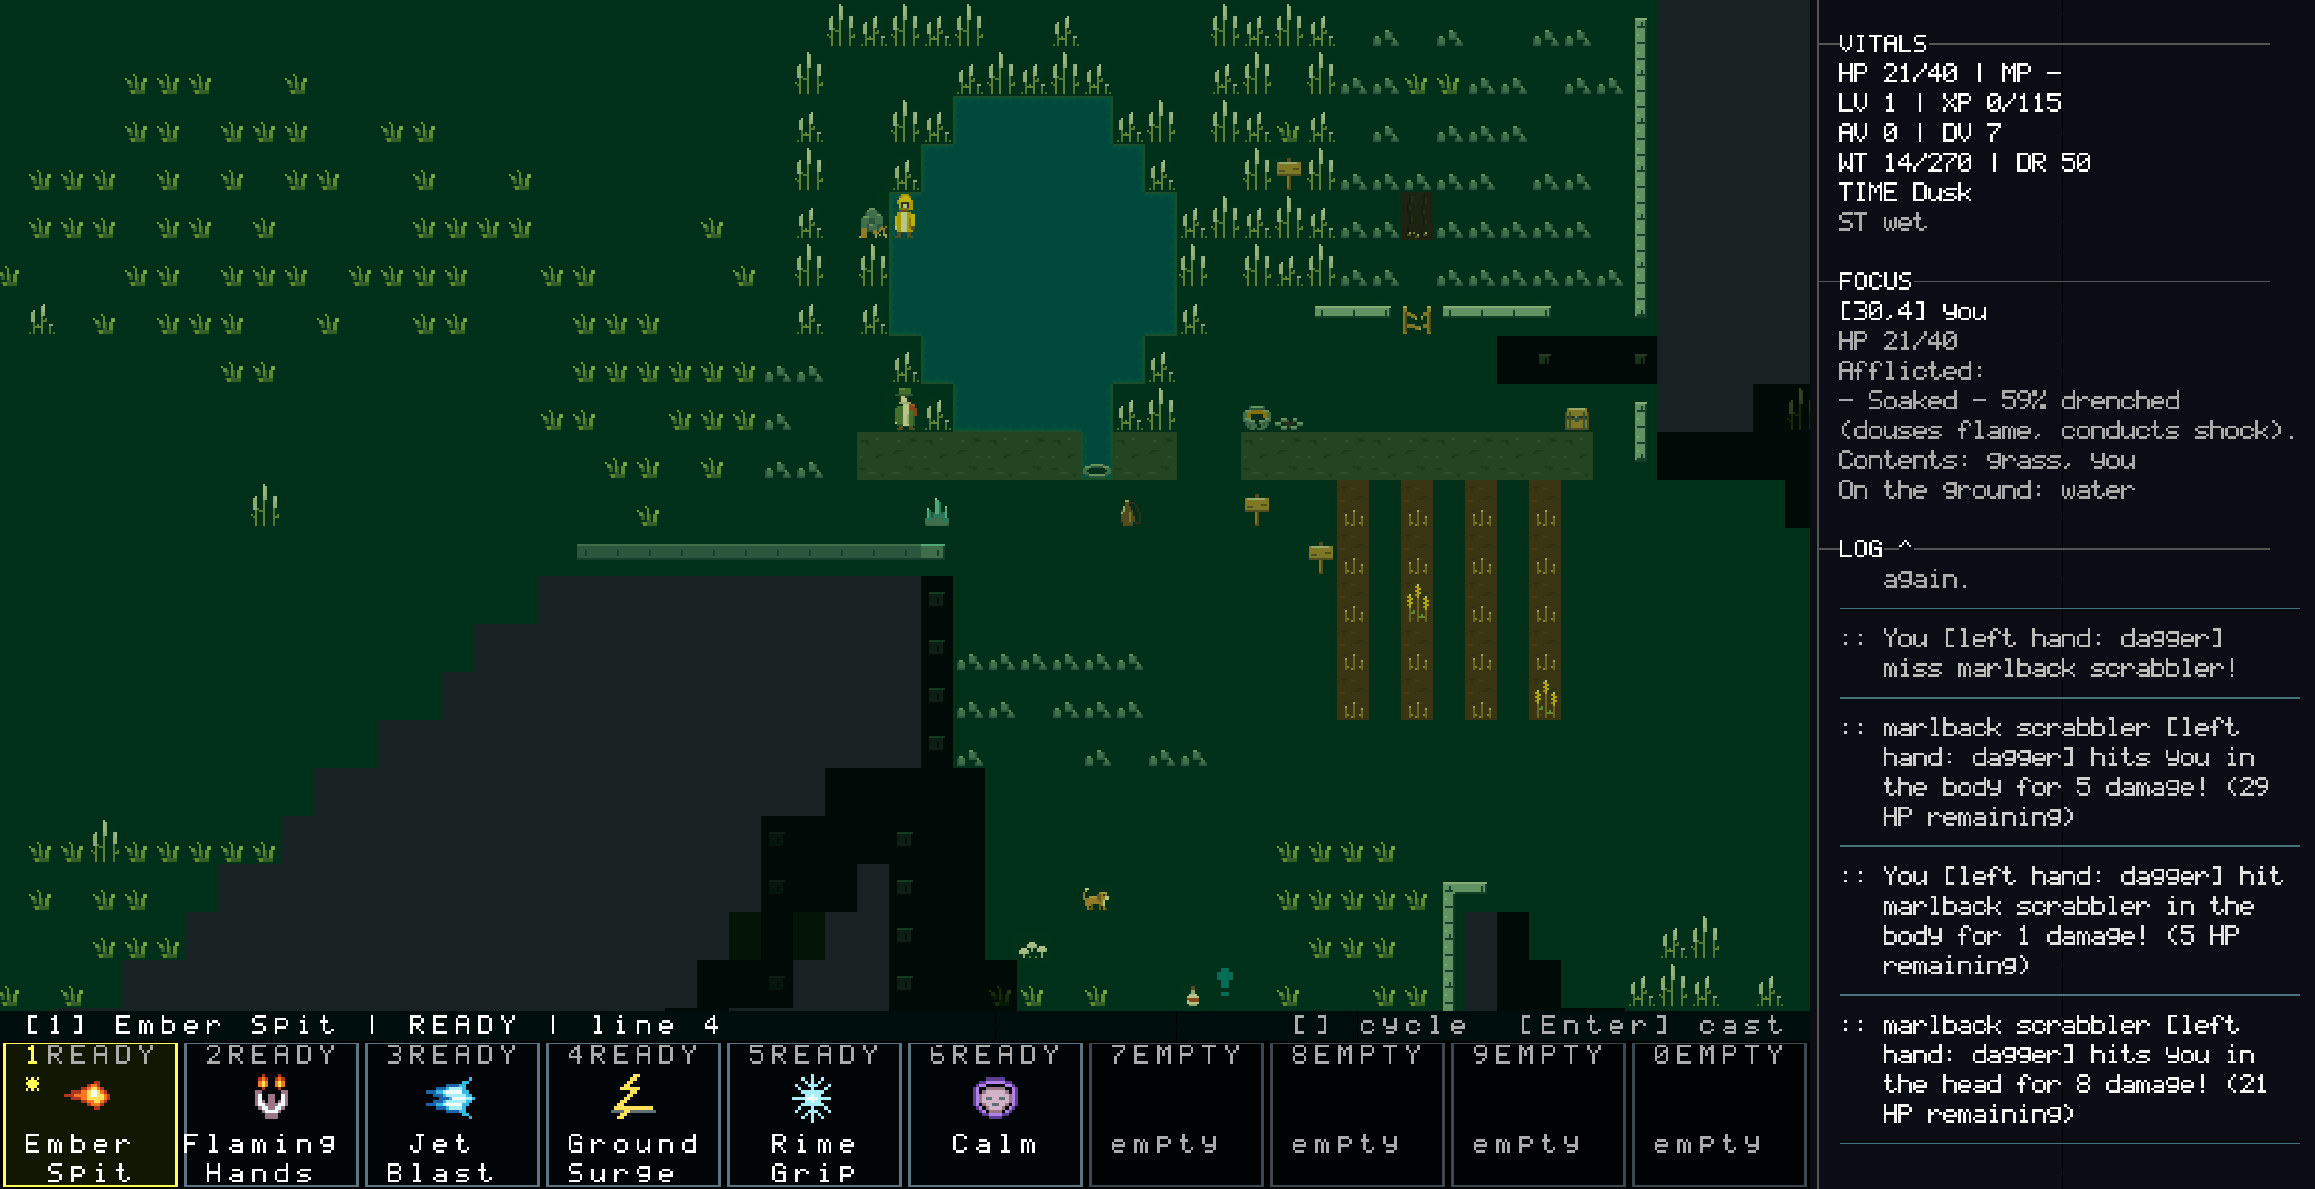 VITALS
HP 21/40 | MP -
LV 1 | XP 0/115
AV 0 | DV 7
WT 14/270 | DR 50
TIME Dusk
ST wet
FOCUS
[30,4] You
HP 21/40
Afflicted:
- Soaked - 59% drenched
(douses flame, conducts shock).
Contents: grass, You
On the ground: water
LOG ^
again.
:: You [left hand: dagger]
miss marlback scrabbler!
:: marlback scrabbler [left
hand: dagger] hits you in
the body for 5 damage! (29
HP remaining)
:: You [left hand: dagger] hit
marlback scrabbler in the
body for 1 damage! (5 HP
remaining)
:: marlback scrabbler [left
hand: dagger] hits you in
the head for 8 damage! (21
HP remaining)
[1] Ember Spit | READY | line 4
[] cycle [Enter] cast
1READY
Ember
Spit
2READY
Flaming
Hands
3READY
Jet
Blast
4READY
Ground
Surge
5READY
Rime
Grip
6READY
Calm
7EMPTY
empty
8EMPTY
empty
9EMPTY
empty
0EMPTY
empty